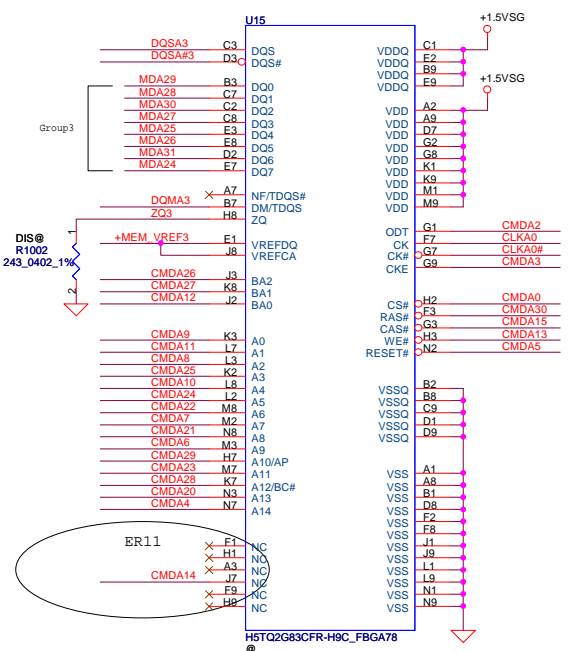 U15
+1.5VSG
DQSA3 C3 DQS VDDQ C1
DQSA#3 D3 DQS# VDDQ E2
VDDQ B9
MDA29 B3 DQ0 VDDQ E9
+1.5VSG
MDA28 C7 DQ1
MDA30 C2 DQ2 VDD A2
MDA27 C8 DQ3 VDD A9
Group3
MDA25 E3 DQ4 VDD D7
MDA26 E8 DQ5 VDD G2
MDA31 D2 DQ6 VDD G8
MDA24 E7 DQ7 VDD K1
VDD K9
A7 NF/TDQS# VDD M1
DQMA3 B7 DM/TDQS VDD M9
ZQ3 H8 ZQ
ODT G1 CMDA2
+MEM_VREF3 E1 VREFDQ CK F7 CLKA0
J8 VREFCA CK# G7 CLKA0#
CKE G9 CMDA3
1
DIS@
R1002
243_0402_1%
2
CMDA26 J3 BA2
CMDA27 K8 BA1 CS# H2 CMDA0
CMDA12 J2 BA0 RAS# F3 CMDA30
CAS# G3 CMDA15
WE# H3 CMDA13
CMDA9 K3 A0 RESET# N2 CMDA5
CMDA11 L7 A1
CMDA8 L3 A2
CMDA25 K2 A3
CMDA10 L8 A4 VSSQ B2
CMDA24 L2 A5 VSSQ B8
CMDA22 M8 A6 VSSQ C9
CMDA7 M2 A7 VSSQ D1
CMDA21 N8 A8 VSSQ D9
CMDA6 M3 A9
CMDA29 H7 A10/AP
CMDA23 M7 A11 VSS A1
CMDA28 K7 A12/BC# VSS A8
CMDA20 N3 A13 VSS B1
CMDA4 N7 A14 VSS D8
VSS F2
VSS F8
ER11
F1 NC VSS J1
H1 NC VSS J9
A3 NC VSS L1
CMDA14 J7 NC VSS L9
F9 NC VSS N1
H9 NC VSS N9
H5TQ2G83CFR-H9C_FBGA78
@